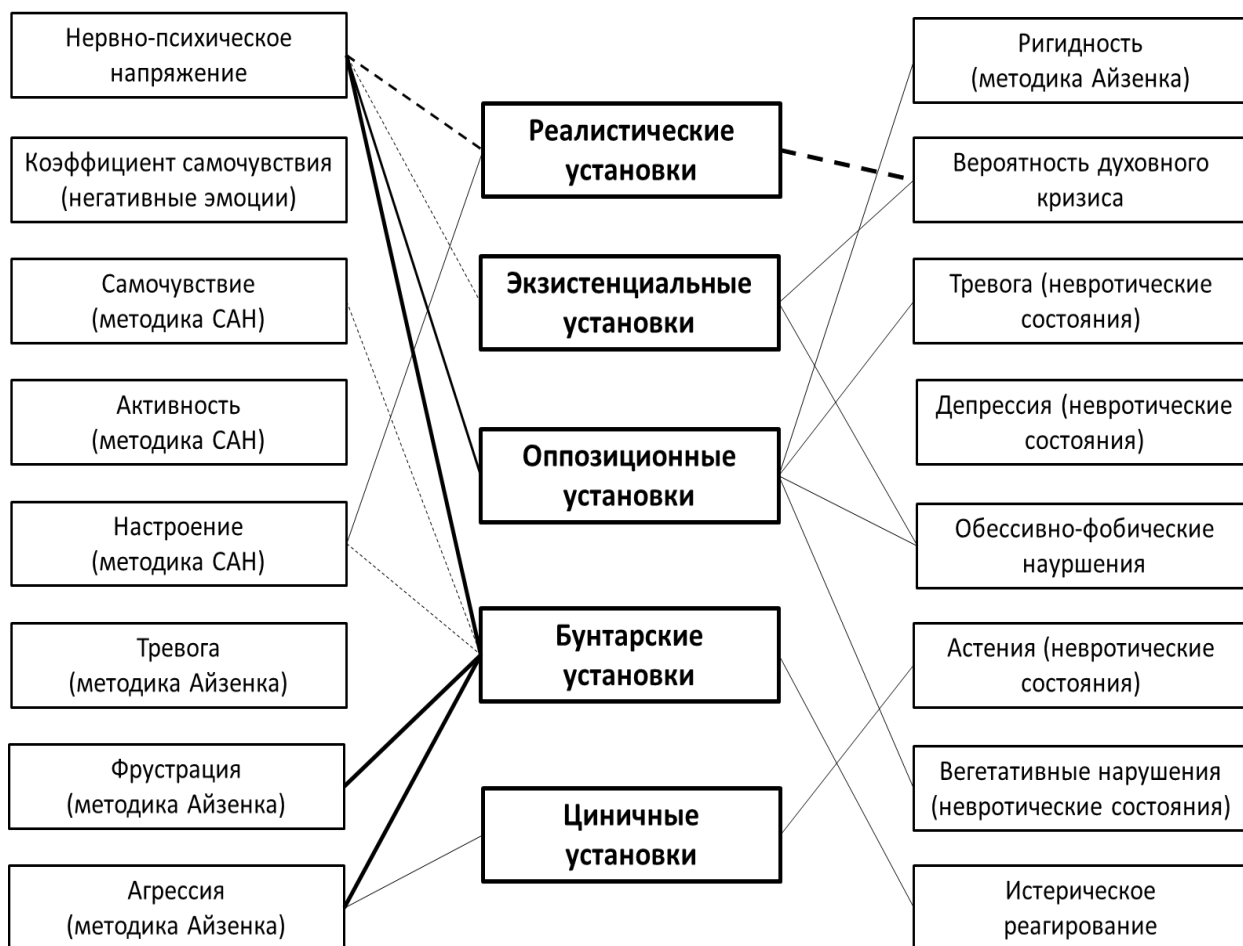 Нервно-психическое
напряжение
Коэффициент самочувствия
(негативные эмоции)
Самочувствие
(методика САН)
Активность
(методика САН)
Настроение
(методика САН)
Тревога
(методика Айзенка)
Фрустрация
(методика Айзенка)
Агрессия
(методика Айзенка)
Реалистические
установки
Экзистенциальные
установки
Оппозиционные
установки
Бунтарские
установки
Циничные
установки
Ригидность
(методика Айзенка)
Вероятность духовного
кризиса
Тревога (невротические
состояния)
Депрессия (невротические
состояния)
Обессивно-фобические
науршения
Астения (невротические
состояния)
Вегетативные нарушения
(невротические состояния)
Истерическое
реагирование